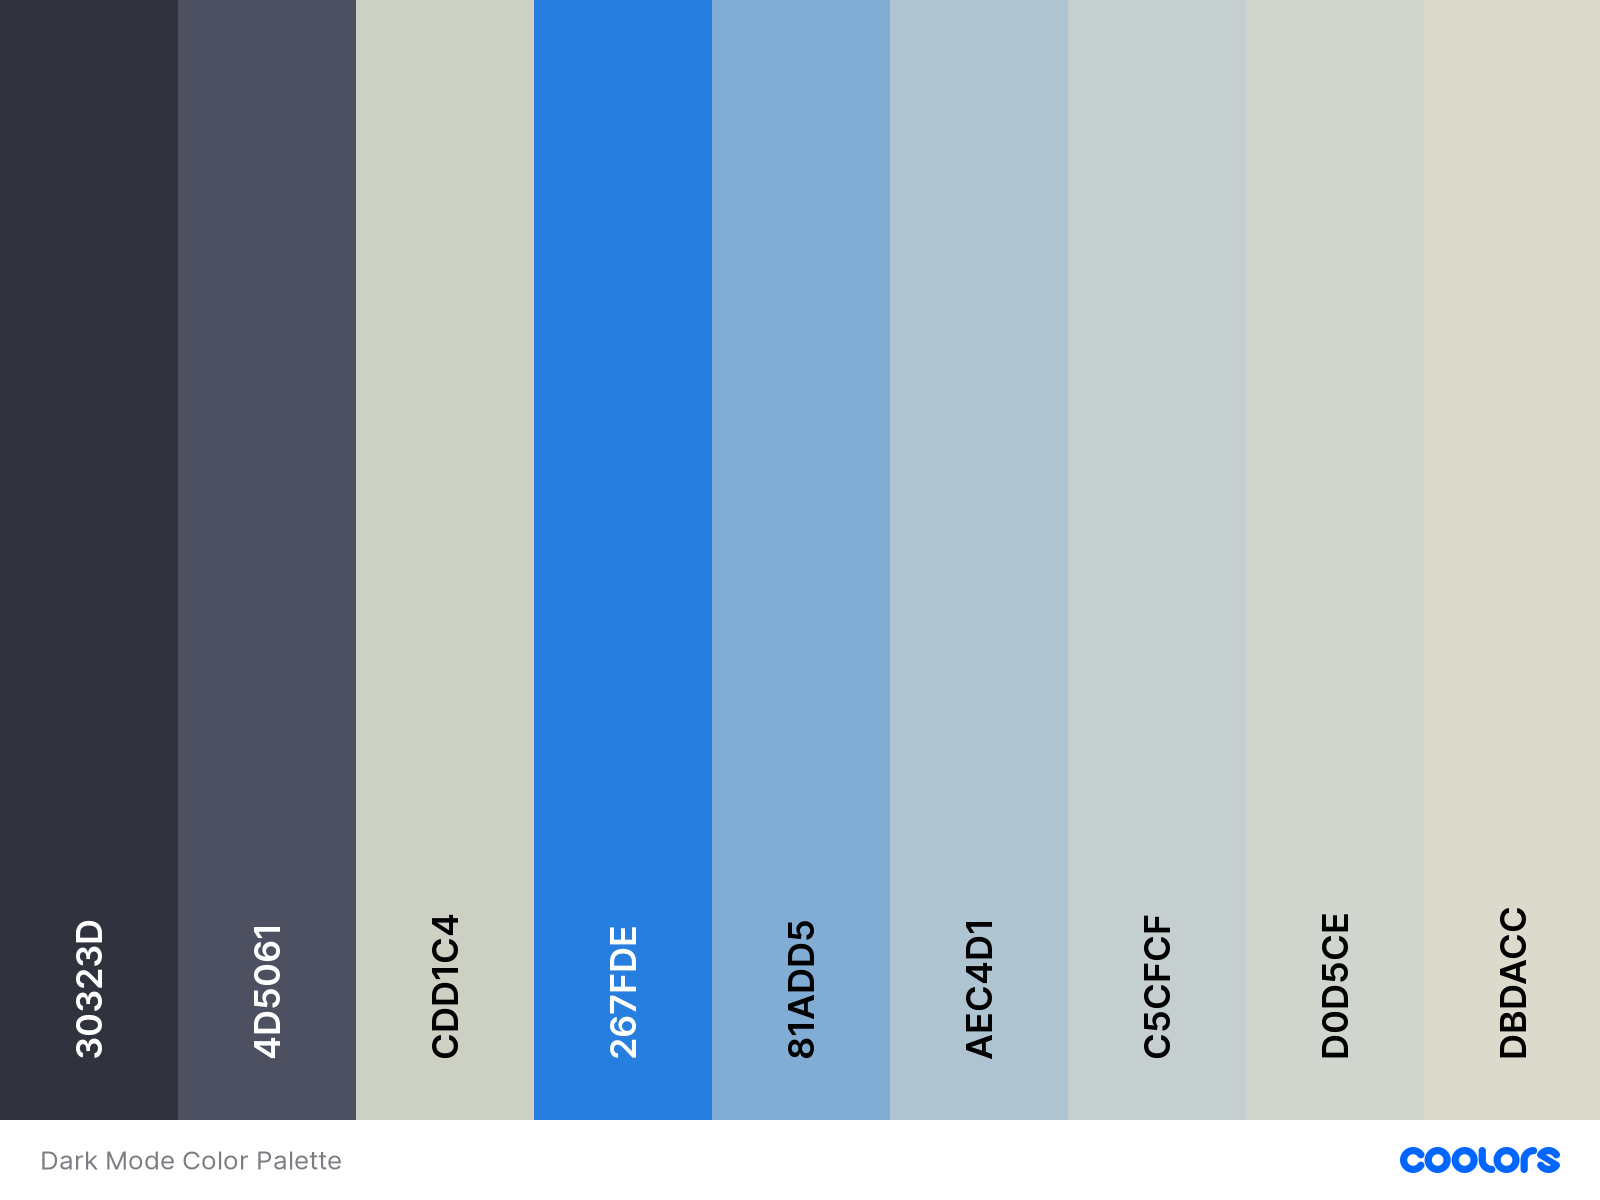 30323D
4D5061
CDD1C4
267FDE
81ADD5
AEC4D1
C5CFCF
D0D5CE
DBDACC
Dark Mode Color Palette
coolors